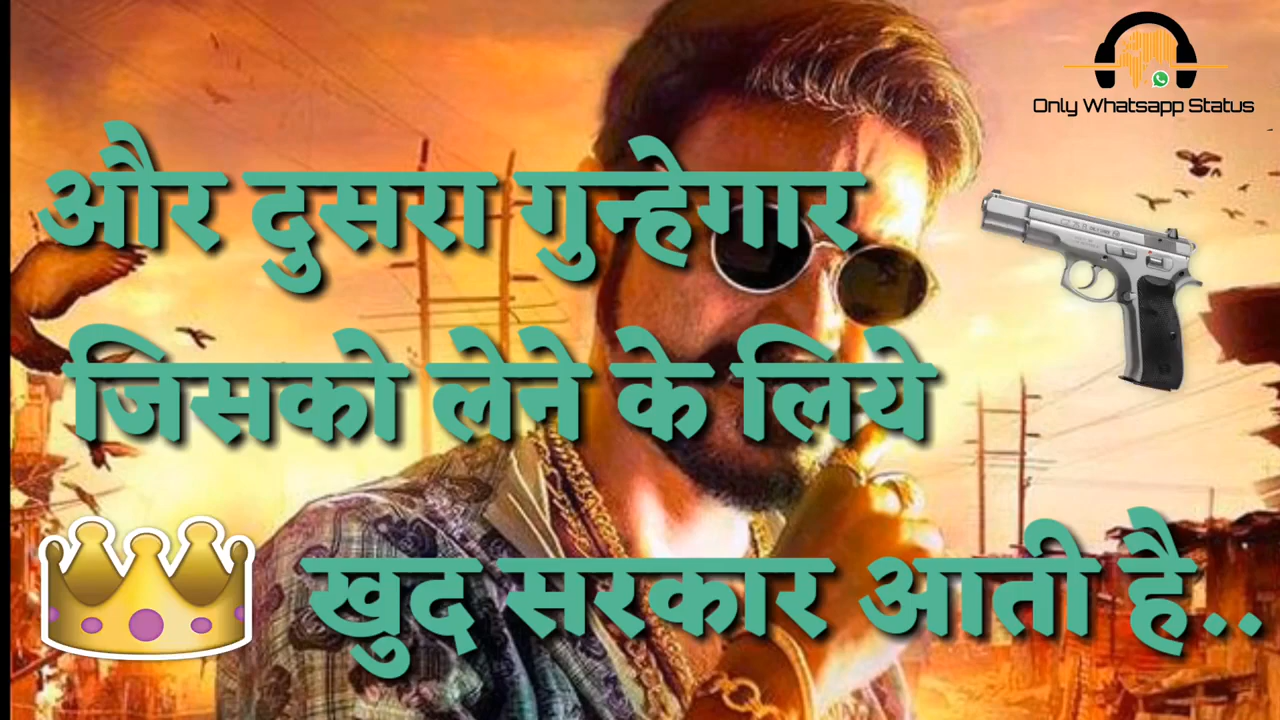 Only Whatsapp Status
और दुसरा गुन्हेगार
जिसको लेने के लिये
खुद सरकार आती है..